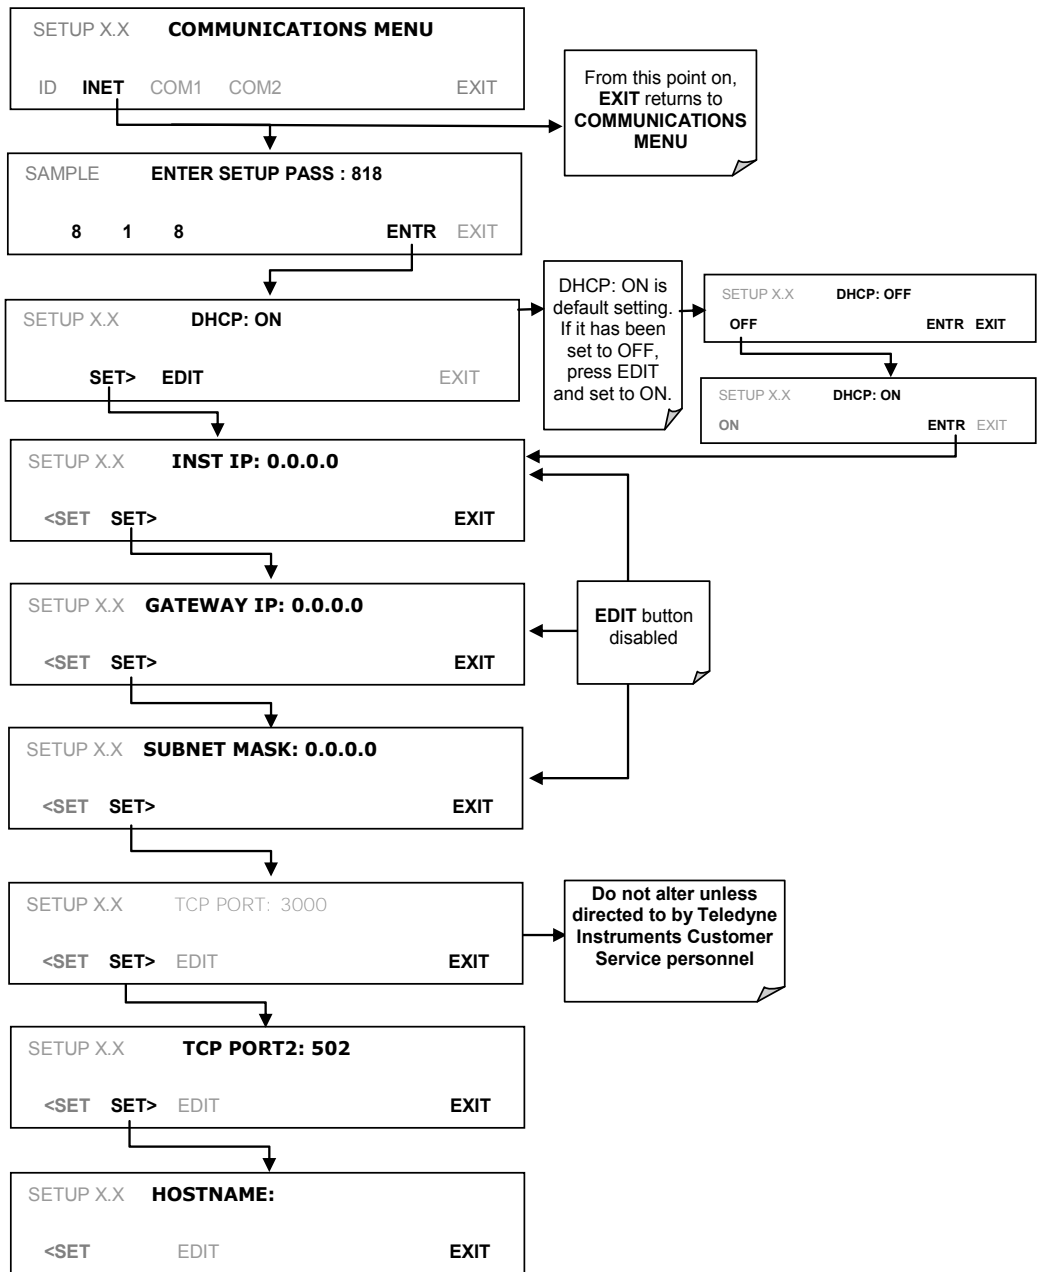 SETUP X.X COMMUNICATIONS MENU
ID INET COM1 COM2 EXIT
From this point on,
EXIT returns to
COMMUNICATIONS
MENU
SAMPLE ENTER SETUP PASS : 818
8 1 8 ENTR EXIT
SETUP X.X DHCP: ON
SET> EDIT EXIT
DHCP: ON is
default setting.
If it has been
set to OFF,
press EDIT
and set to ON.
SETUP X.X DHCP: OFF
OFF ENTR EXIT
SETUP X.X DHCP: ON
ON ENTR EXIT
SETUP X.X INST IP: 0.0.0.0
<SET SET> EXIT
SETUP X.X GATEWAY IP: 0.0.0.0
<SET SET> EXIT
EDIT button
disabled
SETUP X.X SUBNET MASK: 0.0.0.0
<SET SET> EXIT
SETUP X.X TCP PORT: 3000
<SET SET> EDIT EXIT
Do not alter unless
directed to by Teledyne
Instruments Customer
Service personnel
SETUP X.X TCP PORT2: 502
<SET SET> EDIT EXIT
SETUP X.X HOSTNAME:
<SET EDIT EXIT